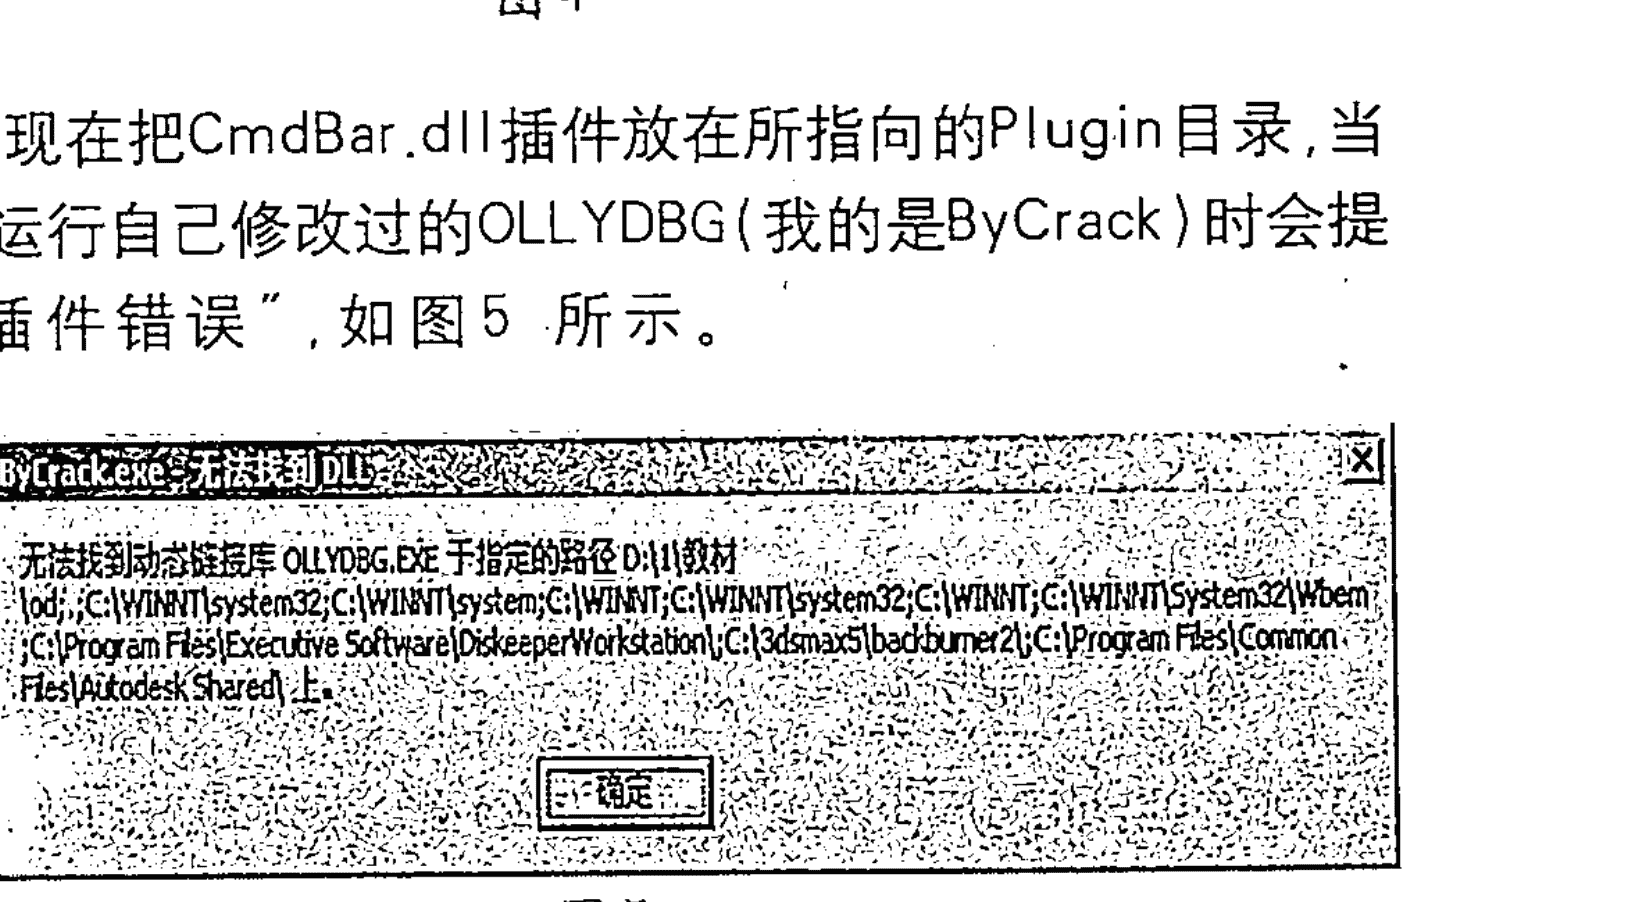 图4
现在把CmdBar.dll插件放在所指向的Plugin目录,当
运行自己修改过的OLLYDBG(我的是ByCrack)时会提
插件错误”,如图5 所示。
ByCrack.exe - 无法找到 DLL
无法找到动态链接库 OLLYDBG.EXE 于指定的路径 D:\1\教材
\od;.;C:\WINNT\system32;C:\WINNT\system;C:\WINNT;C:\WINNT\system32;C:\WINNT;C:\WINNT\System32\Wbem
;C:\Program Files\Executive Software\DiskeeperWorkstation\;C:\3dsmax5\backburner2\;C:\Program Files\Common
Files\Autodesk Shared\ 上。
确定